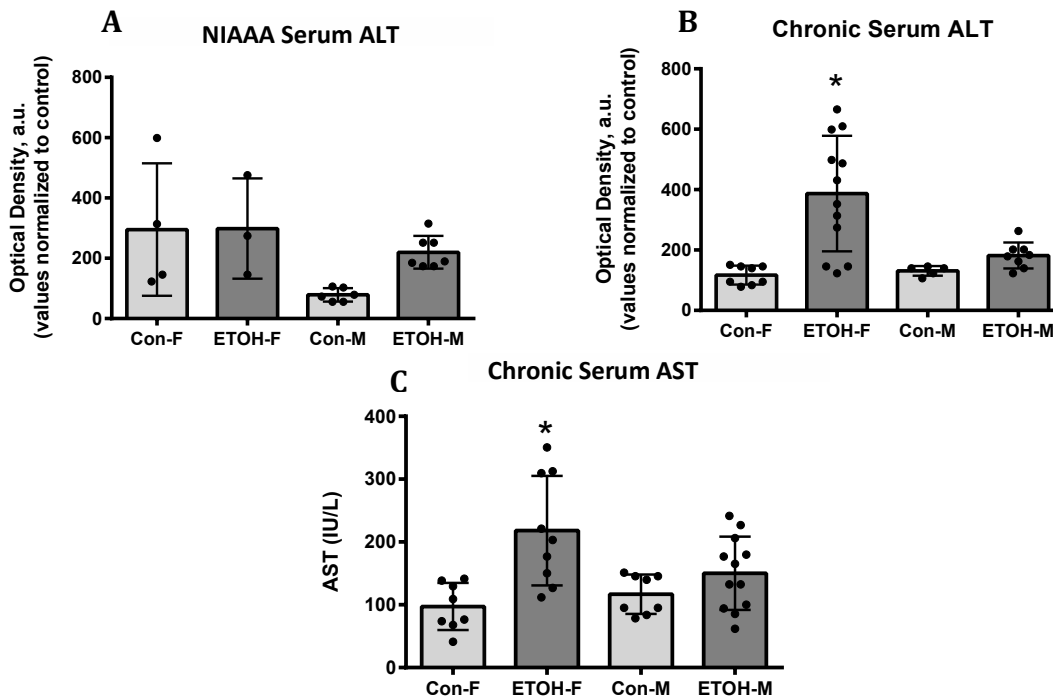 A
NIAAA Serum ALT
Optical Density, a.u.
(values normalized to control)
800
600
400
200
0
Con-F ETOH-F Con-M ETOH-M
B
Chronic Serum ALT
Optical Density, a.u.
(values normalized to control)
800
600
400
200
0
*
Con-F ETOH-F Con-M ETOH-M
C
Chronic Serum AST
AST (IU/L)
400
300
200
100
0
*
Con-F ETOH-F Con-M ETOH-M